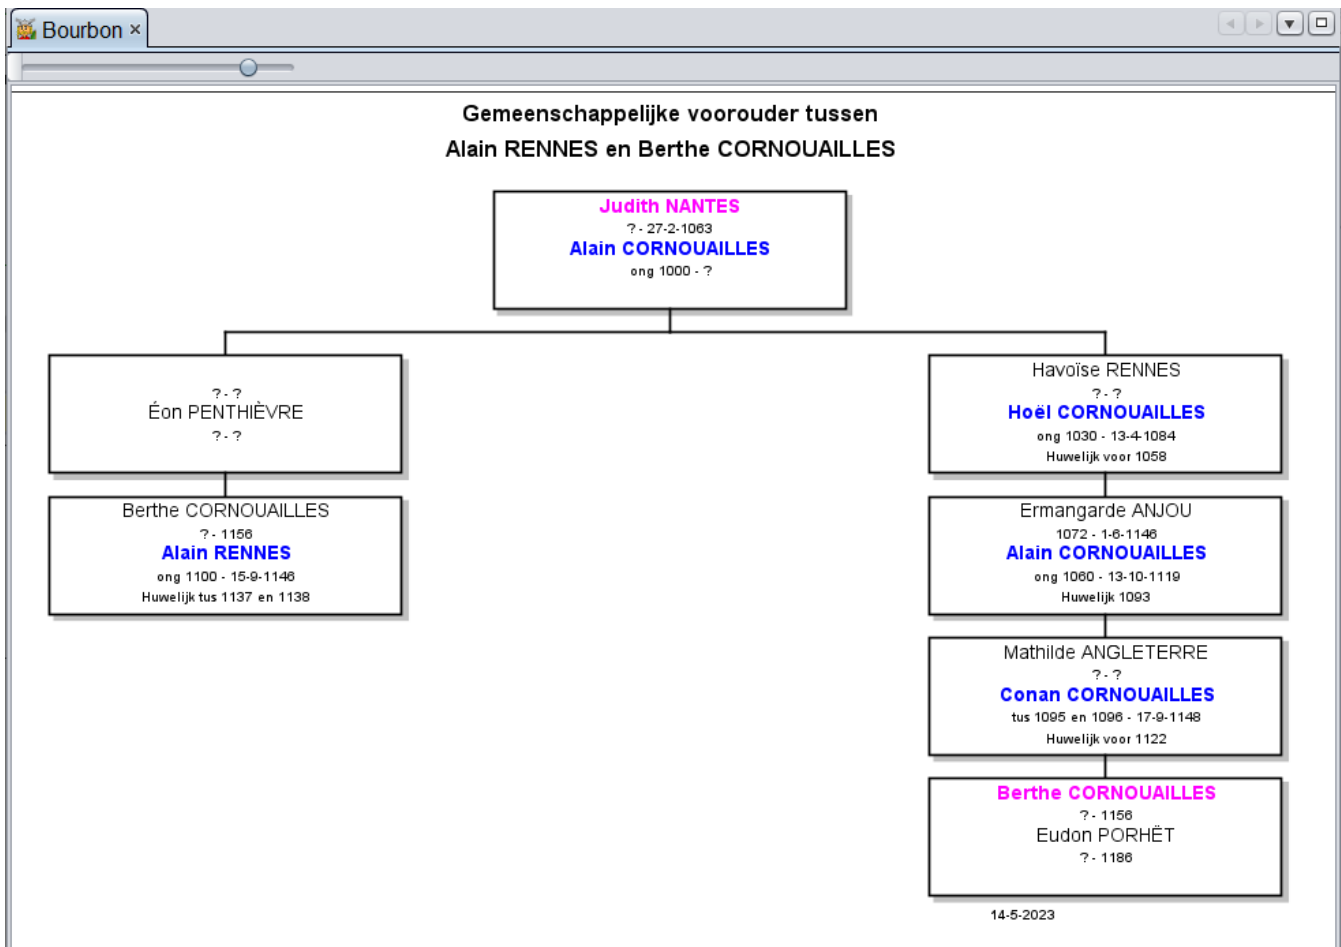 Bourbon ×
Gemeenschappelijke voorouder tussen
Alain RENNES en Berthe CORNOUAILLES
Judith NANTES
? - 27-2-1063
Alain CORNOUAILLES
ong 1000 - ?
? - ?
Éon PENTHIÈVRE
? - ?
Berthe CORNOUAILLES
? - 1156
Alain RENNES
ong 1100 - 15-9-1146
Huwelijk tus 1137 en 1138
Havoïse RENNES
? - ?
Hoël CORNOUAILLES
ong 1030 - 13-4-1084
Huwelijk voor 1058
Ermangarde ANJOU
1072 - 1-6-1146
Alain CORNOUAILLES
ong 1060 - 13-10-1119
Huwelijk 1093
Mathilde ANGLETERRE
? - ?
Conan CORNOUAILLES
tus 1095 en 1096 - 17-9-1148
Huwelijk voor 1122
Berthe CORNOUAILLES
? - 1156
Eudon PORHËT
? - 1186
14-5-2023